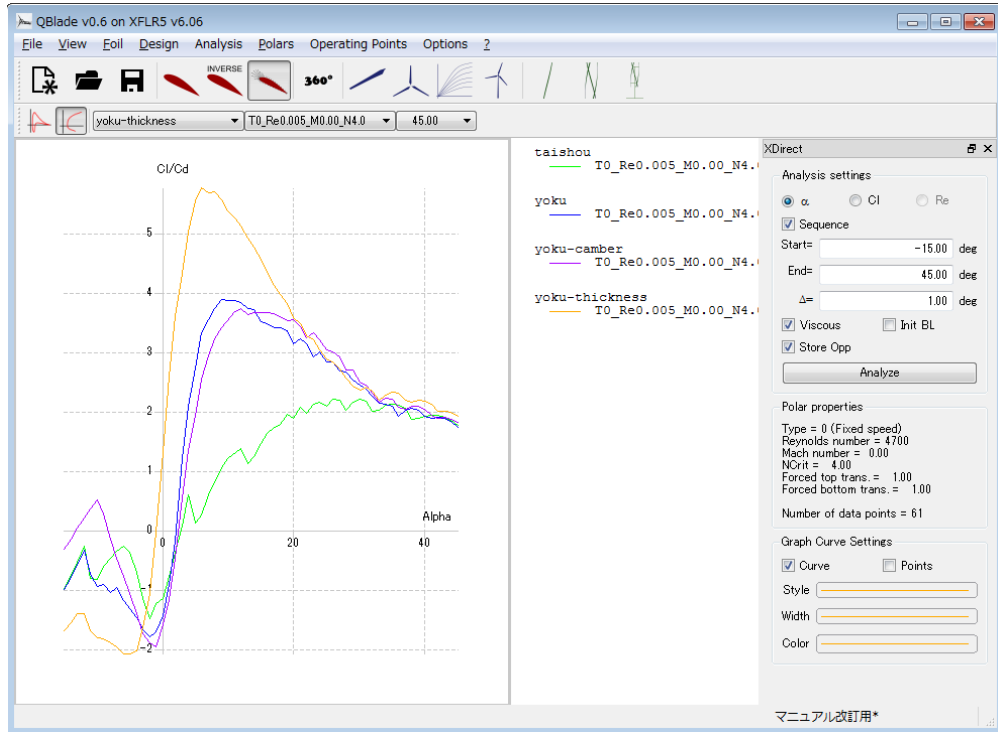 QBlade v0.6 on XFLR5 v6.06
File View Foil Design Analysis Polars Operating Points Options ?
INVERSE
360°
yoku-thickness T0_Re0.005_M0.00_N4.0 45.00
Cl/Cd
5
4
3
2
1
0
-1
-2
0 20 40
Alpha
taishou
T0_Re0.005_M0.00_N4.0
yoku
T0_Re0.005_M0.00_N4.0
yoku-camber
T0_Re0.005_M0.00_N4.0
yoku-thickness
T0_Re0.005_M0.00_N4.0
XDirect
Analysis settings
α Cl Re
Sequence
Start= -15.00 deg
End= 45.00 deg
Δ= 1.00 deg
Viscous Init BL
Store Opp
Analyze
Polar properties
Type = 0 (Fixed speed)
Reynolds number = 4700
Mach number = 0.00
NCrit = 4.00
Forced top trans. = 1.00
Forced bottom trans. = 1.00
Number of data points = 61
Graph Curve Settings
Curve Points
Style
Width
Color
マニュアル改訂用*